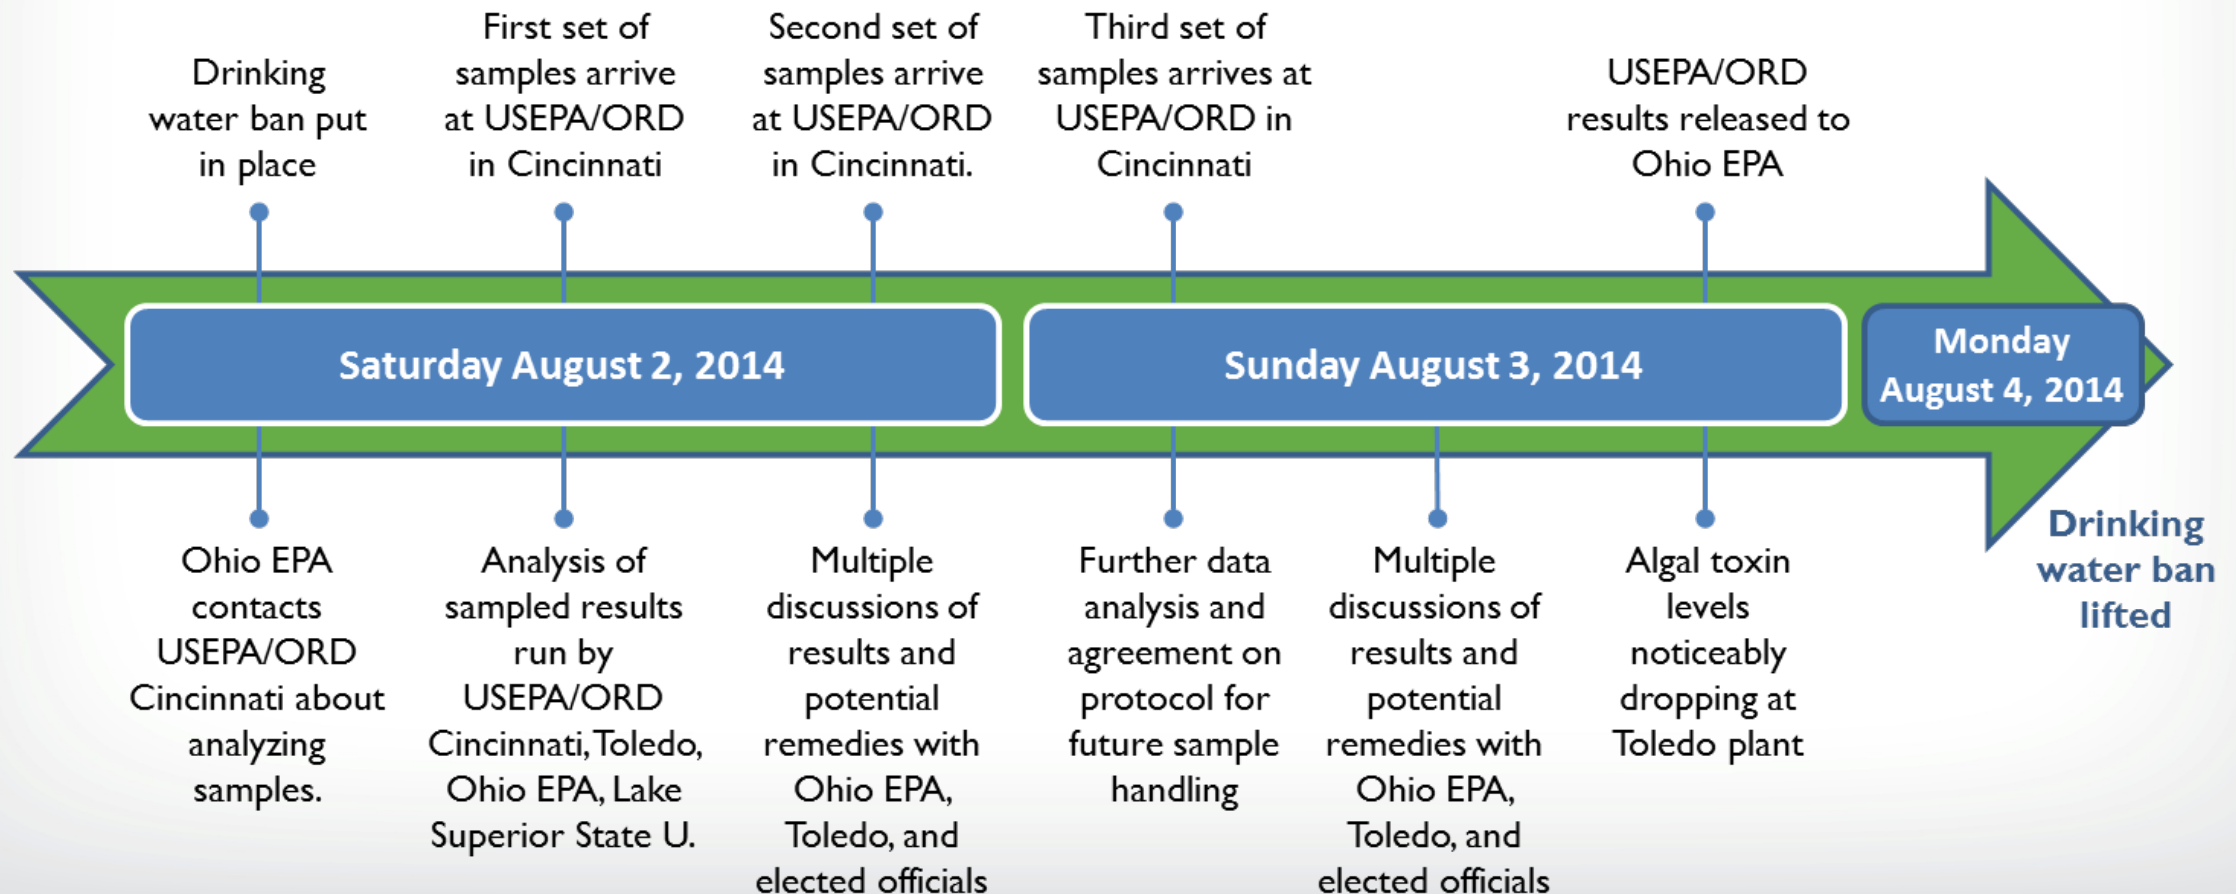 Drinking
water ban put
in place
First set of
samples arrive
at USEPA/ORD
in Cincinnati
Second set of
samples arrive
at USEPA/ORD
in Cincinnati.
Third set of
samples arrives at
USEPA/ORD in
Cincinnati
USEPA/ORD
results released to
Ohio EPA
Saturday August 2, 2014
Sunday August 3, 2014
Monday
August 4, 2014
Ohio EPA
contacts
USEPA/ORD
Cincinnati about
analyzing
samples.
Analysis of
sampled results
run by
USEPA/ORD
Cincinnati, Toledo,
Ohio EPA, Lake
Superior State U.
Multiple
discussions of
results and
potential
remedies with
Ohio EPA,
Toledo, and
elected officials
Further data
analysis and
agreement on
protocol for
future sample
handling
Multiple
discussions of
results and
potential
remedies with
Ohio EPA,
Toledo, and
elected officials
Algal toxin
levels
noticeably
dropping at
Toledo plant
Drinking
water ban
lifted